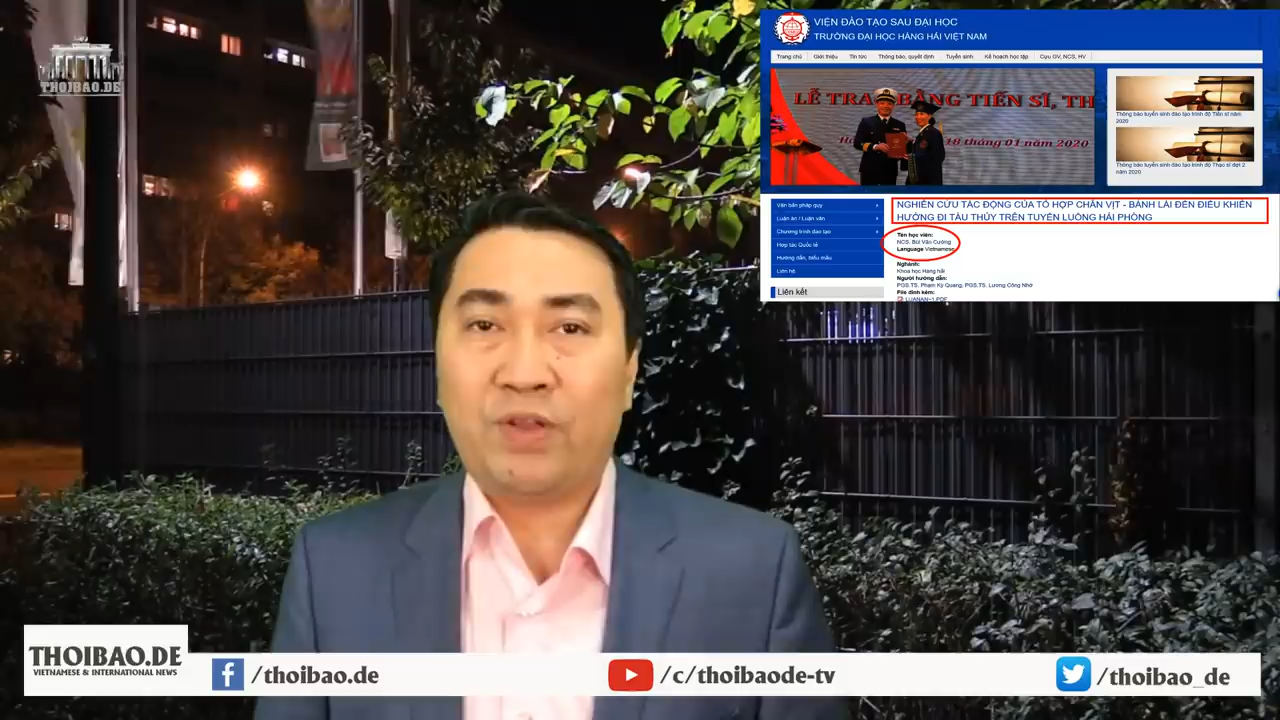 THOIBAO.DE
VIỆN ĐÀO TẠO SAU ĐẠI HỌC
TRƯỜNG ĐẠI HỌC HÀNG HẢI VIỆT NAM
Trang chủ Giới thiệu Tin tức Thông báo, quyết định Tuyển sinh Kế hoạch học tập Cựu GV, NCS, HV
LỄ TRAO BẰNG TIẾN SĨ, TH
18 tháng 01 năm 2020
Thông báo tuyển sinh đào tạo trình độ Tiến sĩ năm
2020
Thông báo tuyển sinh đào tạo trình độ Thạc sĩ đợt 2
năm 2020
Văn bản pháp quy
Luận án / Luận văn
Chương trình đào tạo
Hợp tác Quốc tế
Hướng dẫn, biểu mẫu
Liên hệ
Liên kết
NGHIÊN CỨU TÁC ĐỘNG CỦA TỔ HỢP CHÂN VỊT - BÁNH LÁI ĐẾN ĐIỀU KHIỂN
HƯỚNG ĐI TÀU THỦY TRÊN TUYẾN LUỒNG HẢI PHÒNG
Tên học viên:
NCS. Bùi Văn Cường
Language Vietnamese
Nghành:
Khoa học Hàng hải
Người hướng dẫn:
PGS.TS. Phạm Kỳ Quang, PGS.TS. Lương Công Nhớ
File đính kèm:
LUANAN~1.PDF
THOIBAO.DE
VIETNAMESE & INTERNATIONAL NEWS
/thoibao.de
/c/thoibaode-tv
/thoibao_de